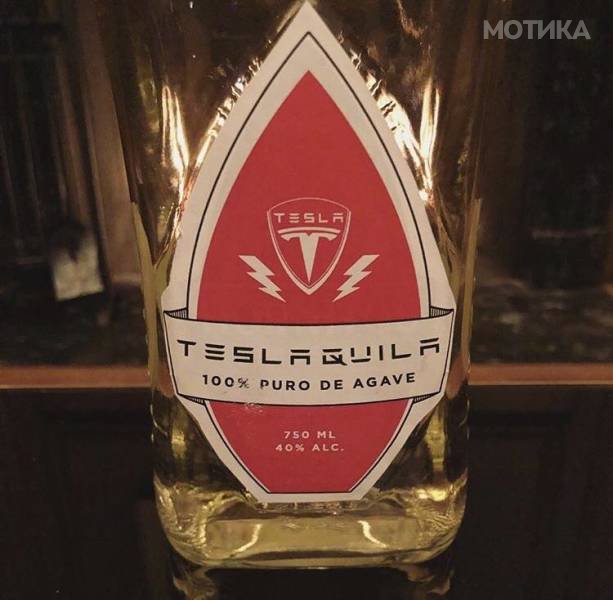 МОТИКА
TESLA
TESLAQUILA
100% PURO DE AGAVE
750 ML
40% ALC.